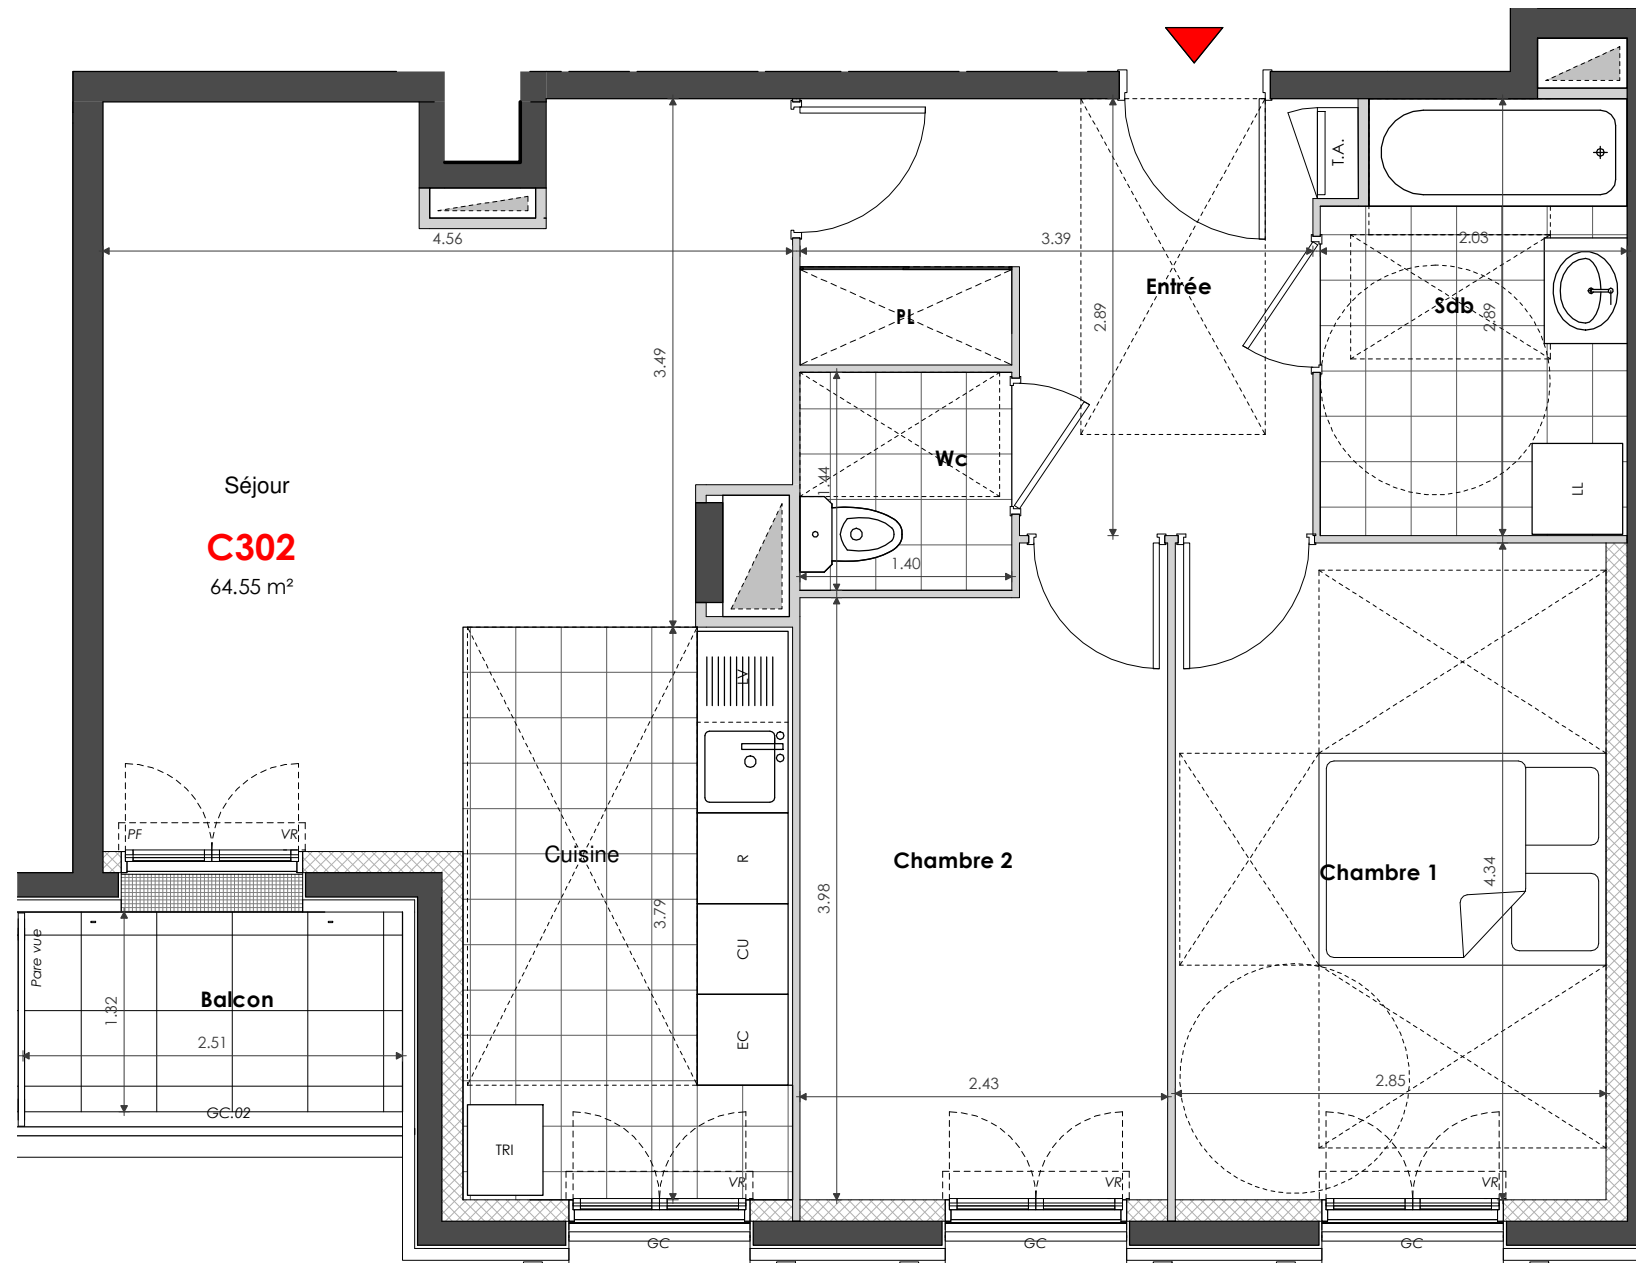 T.A.
4.56
3.39
2.03
Entrée
PL
Sdb
2.89
2.89
3.49
Wc
1.44
Séjour
LL
C302
1.40
64.55 m²
LV
PF
VR
Cuisine
R
Chambre 2
Chambre 1
4.34
3.98
3.79
CU
Pare vue
Balcon
1.32
2.51
EC
2.43
2.85
GC.02
TRI
VR
VR
VR
GC
GC
GC